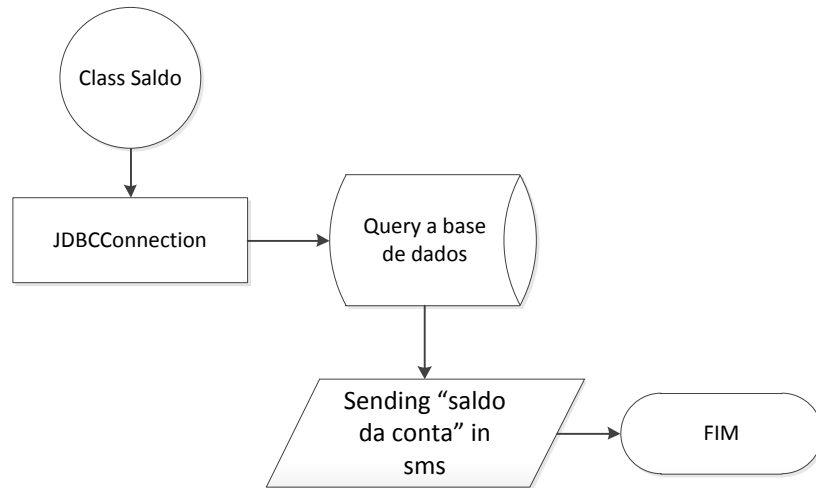 Class Saldo
JDBCConnection
Query a base
de dados
Sending “saldo
da conta” in
sms
FIM